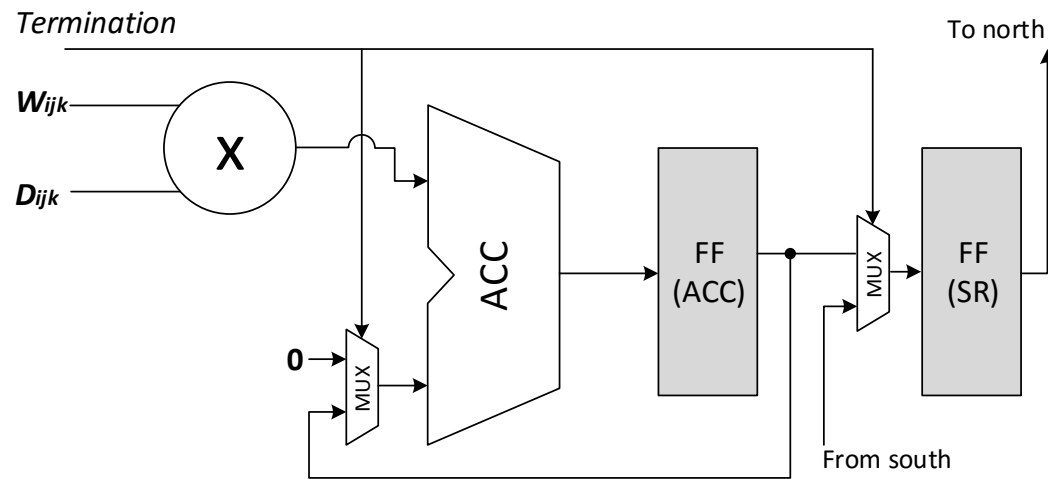 Termination
To north
Wijk
X
Dijk
ACC
FF
(ACC)
MUX
FF
(SR)
0
MUX
From south